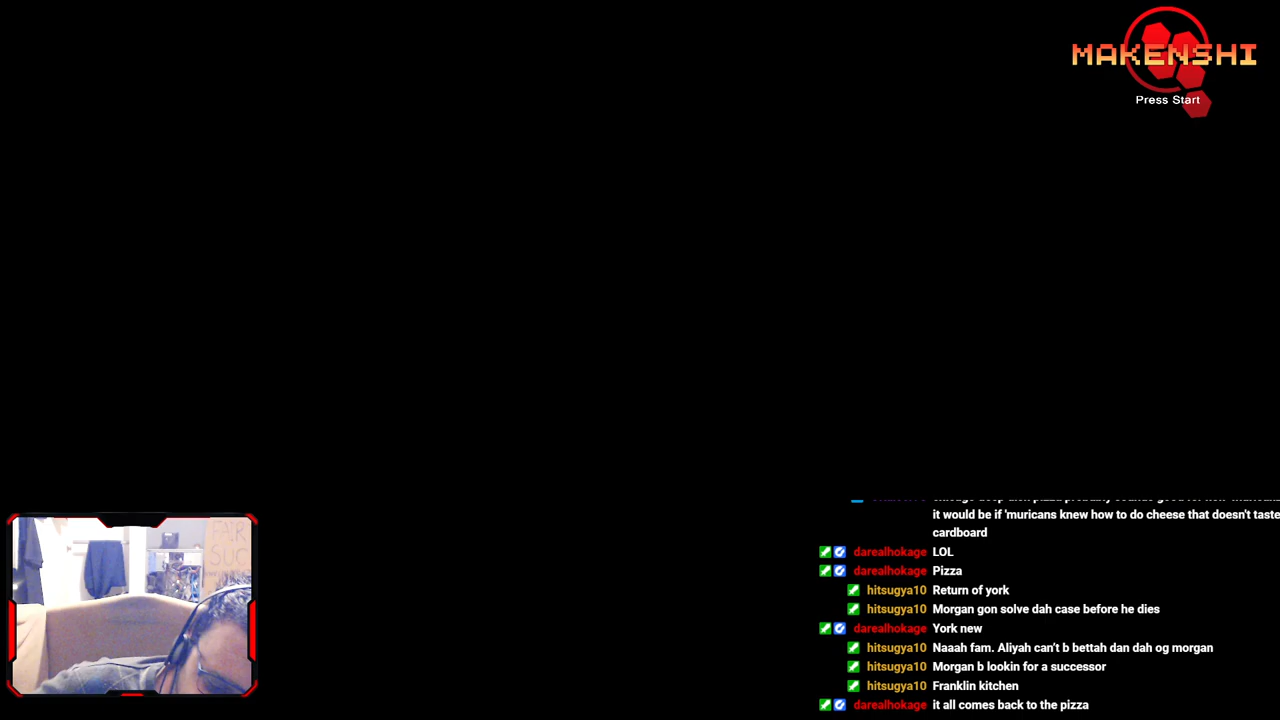 MAKENSHI
Press Start
it would be if 'muricans knew how to do cheese that doesn't taste
cardboard
darealhokage LOL
darealhokage Pizza
hitsugya10 Return of york
hitsugya10 Morgan gon solve dah case before he dies
darealhokage York new
hitsugya10 Naaah fam. Aliyah can't b bettah dan dah og morgan
hitsugya10 Morgan b lookin for a successor
hitsugya10 Franklin kitchen
darealhokage it all comes back to the pizza
FAIR
SUC